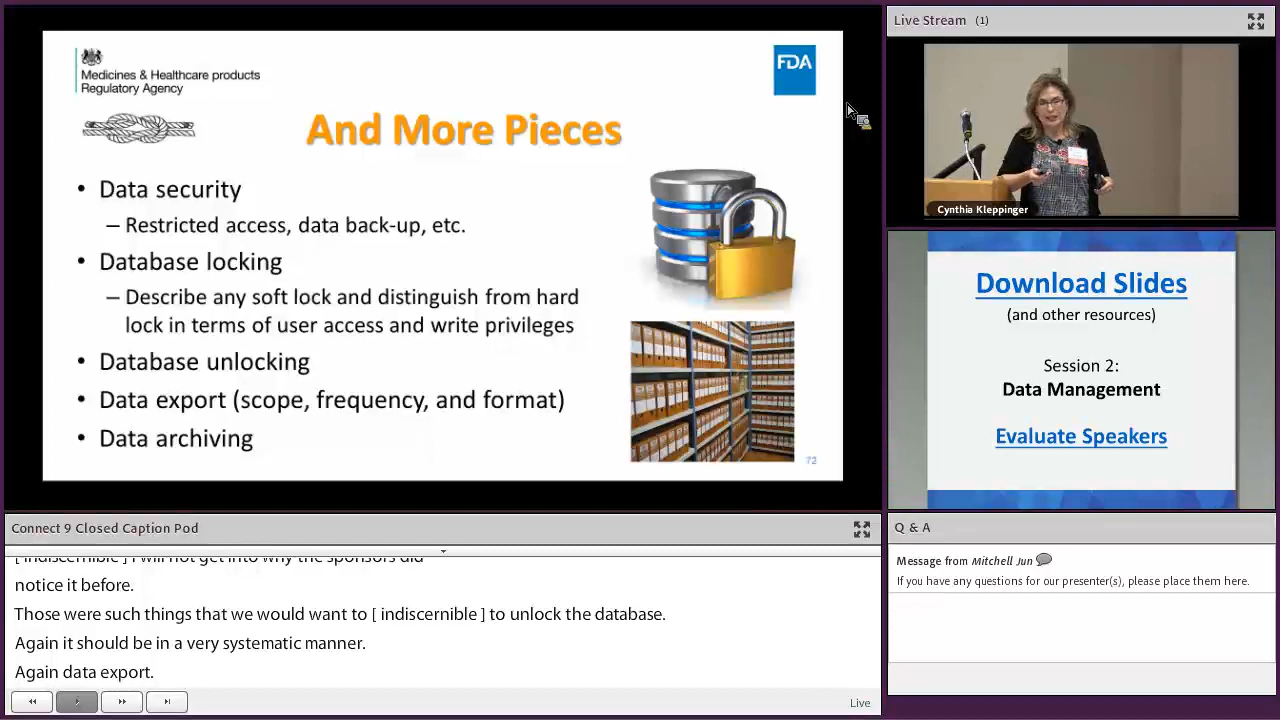 Medicines & Healthcare products
Regulatory Agency
FDA
And More Pieces
• Data security
– Restricted access, data back-up, etc.
• Database locking
– Describe any soft lock and distinguish from hard
lock in terms of user access and write privileges
• Database unlocking
• Data export (scope, frequency, and format)
• Data archiving
72
Live Stream (1)
Cynthia Kleppinger
Download Slides
(and other resources)
Session 2:
Data Management
Evaluate Speakers
Connect 9 Closed Caption Pod
[ indiscernible ] I will not get into why the sponsors did
notice it before.
Those were such things that we would want to [ indiscernible ] to unlock the database.
Again it should be in a very systematic manner.
Again data export.
Live
Q & A
Message from Mitchell Jun
If you have any questions for our presenter(s), please place them here.